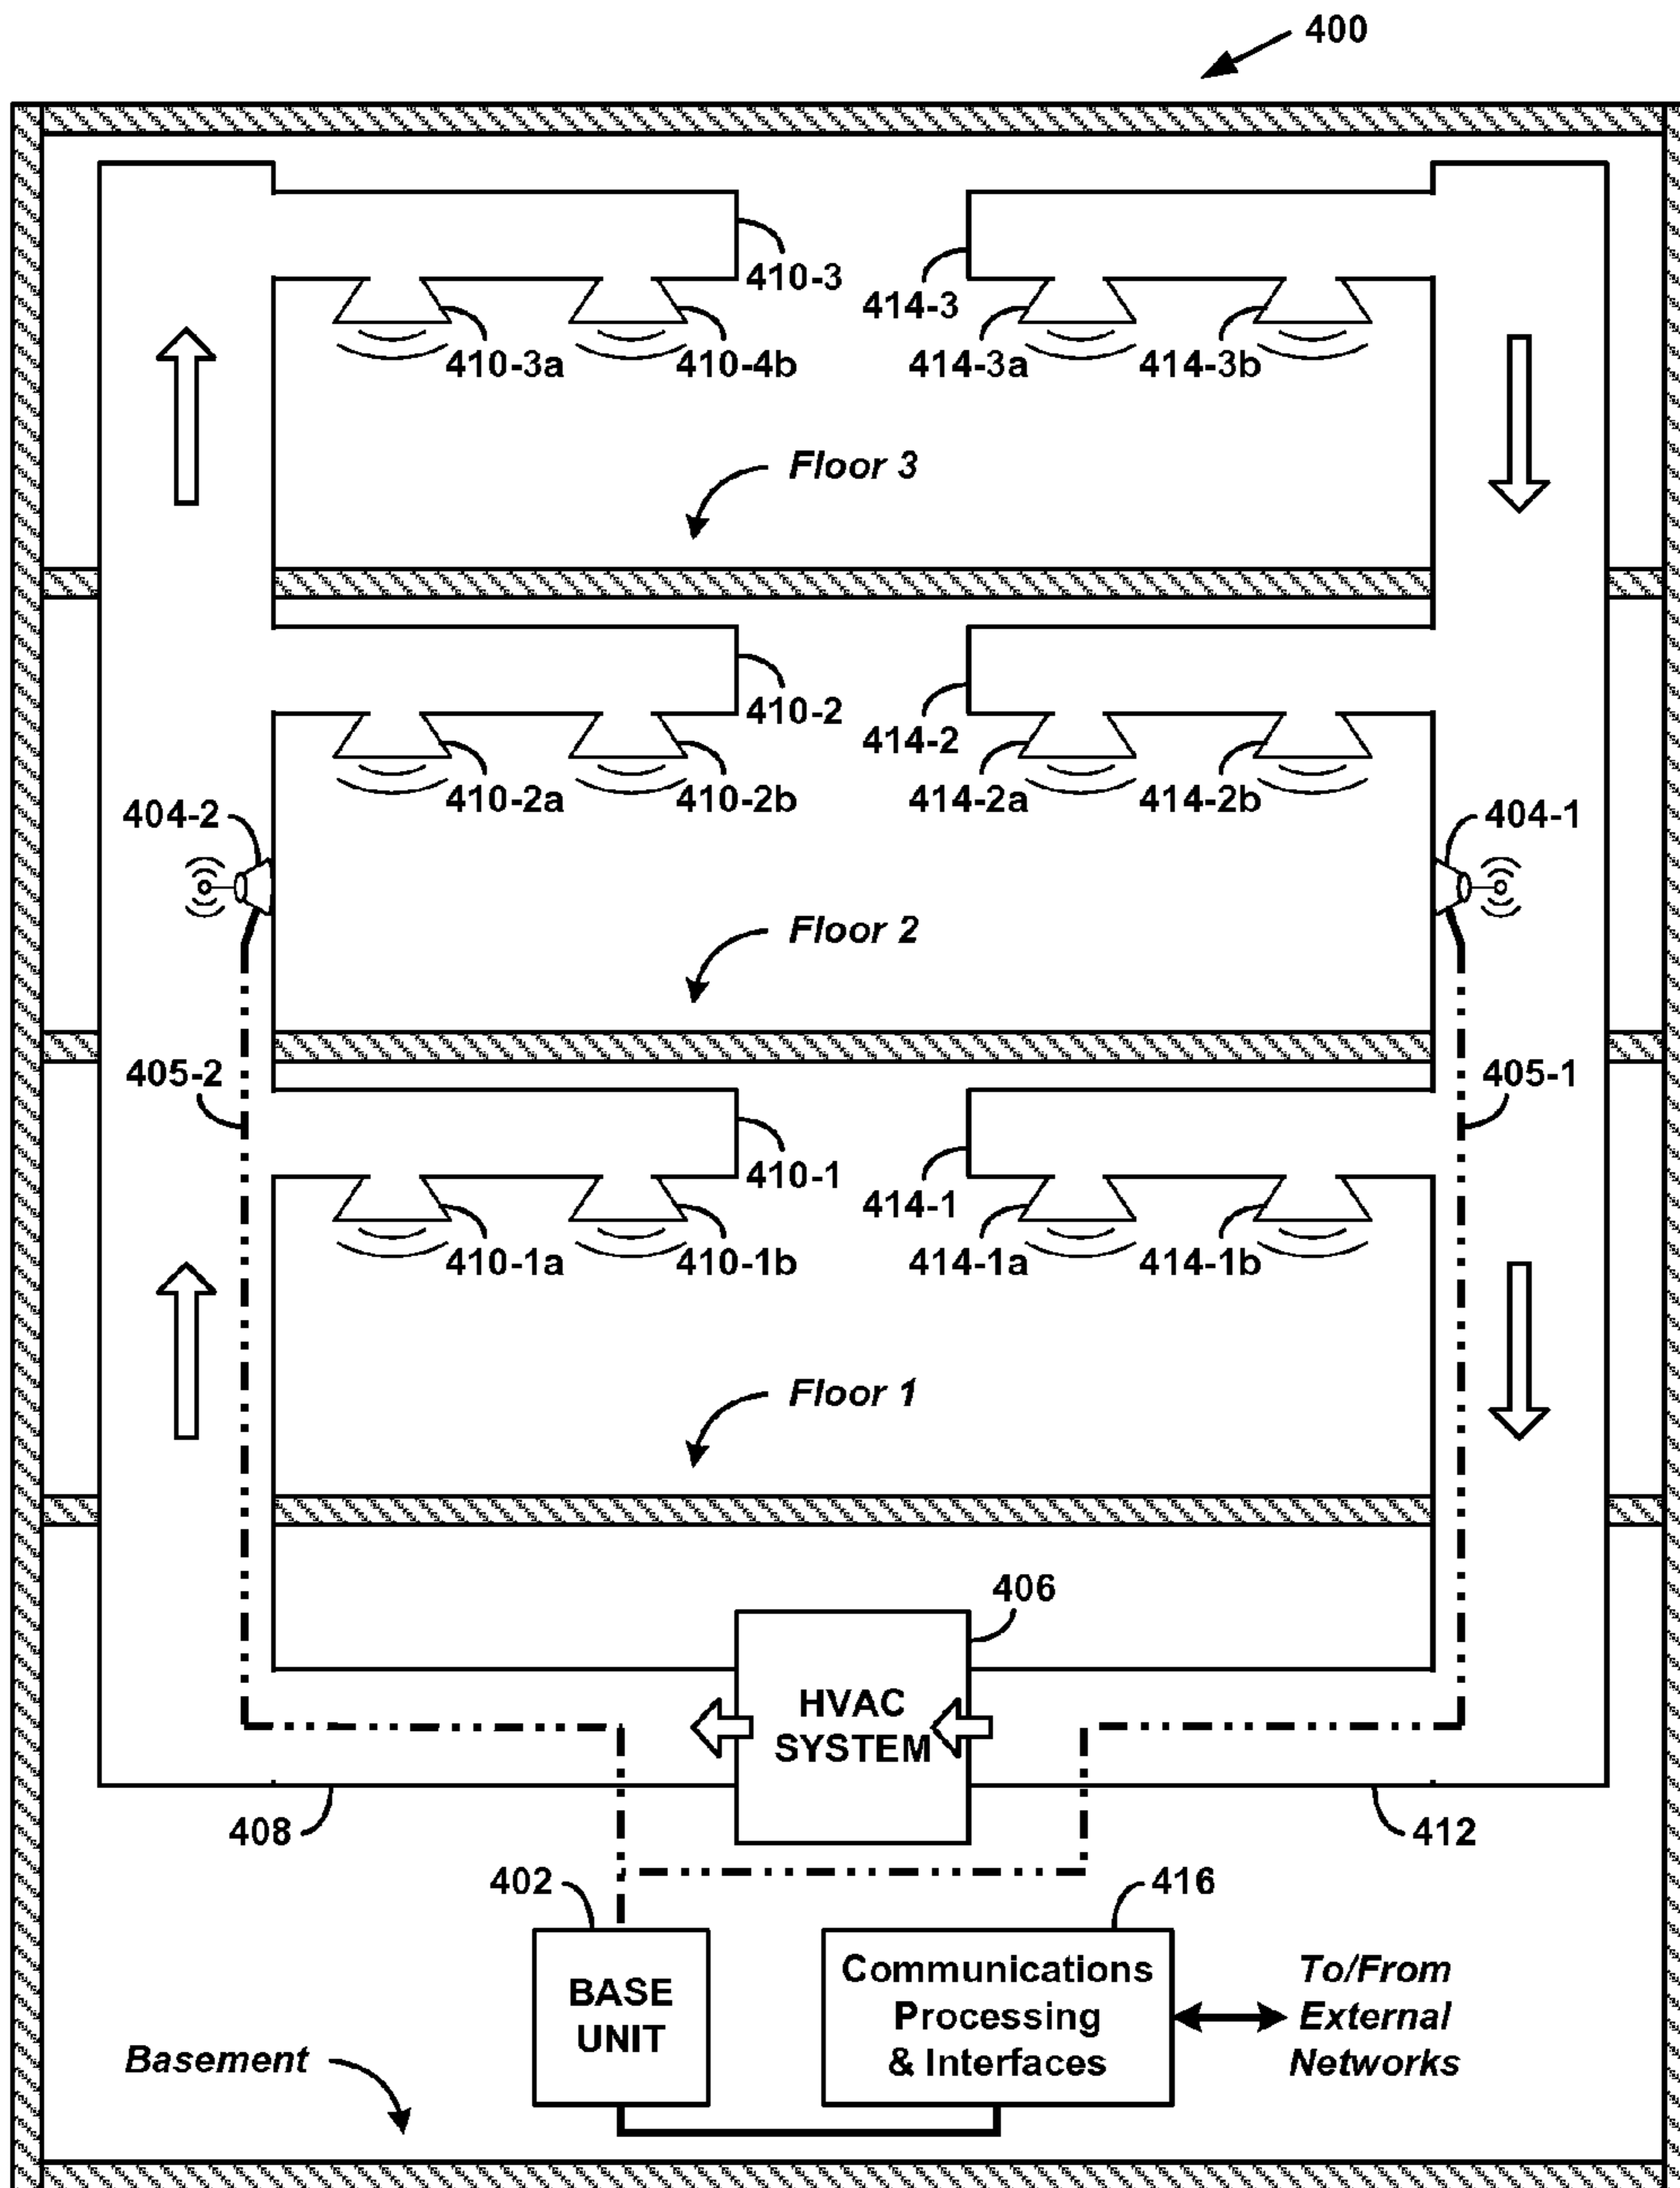 400
410-3
414-3
410-3a
410-4b
414-3a
414-3b
Floor 3
410-2
414-2
410-2a
410-2b
414-2a
414-2b
404-2
404-1
Floor 2
405-2
405-1
410-1
414-1
410-1a
410-1b
414-1a
414-1b
Floor 1
406
HVAC
SYSTEM
408
412
402
416
BASE
UNIT
Communications
Processing
& Interfaces
To/From
External
Networks
Basement